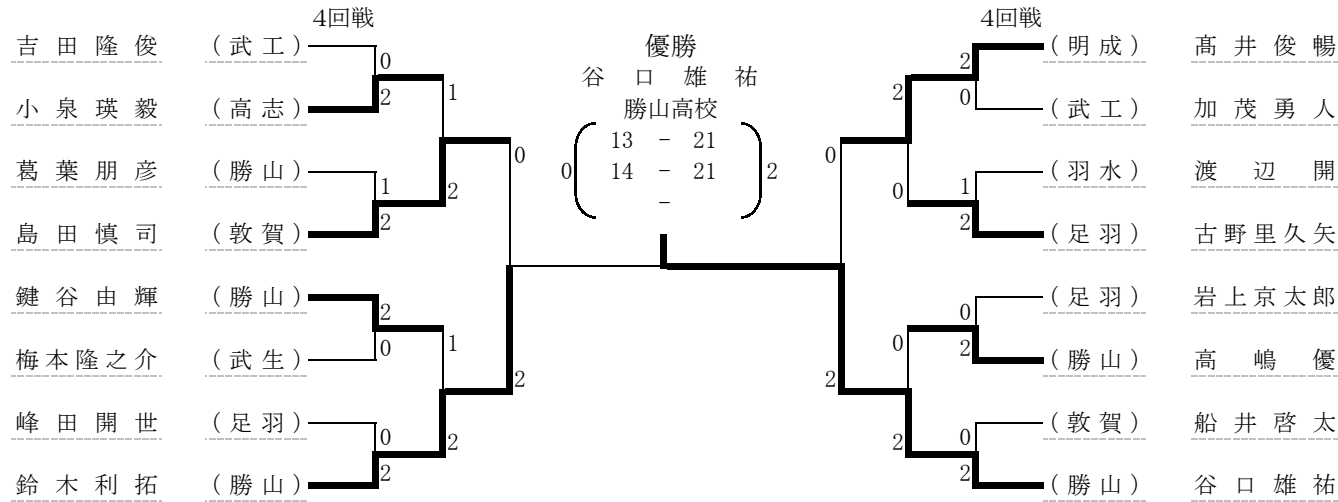 4回戦 4回戦
吉田隆俊 (武工) 優勝 (明成) 髙井俊暢
0 2
谷口雄祐
2 1 2 0
小泉瑛毅 (高志) 勝山高校 (武工) 加茂勇人
13 - 21
0 0
葛葉朋彦 (勝山) 0 14 - 21 2 (羽水) 渡辺開
1 2 0 1
-
2 2
島田慎司 (敦賀) (足羽) 古野里久矢
鍵谷由輝 (勝山) (足羽) 岩上京太郎
2 0
0 1 0 2
梅本隆之介 (武生) (勝山) 高嶋優
2 2
峰田開世 (足羽) (敦賀) 船井啓太
0 2 2 0
2 2
鈴木利拓 (勝山) (勝山) 谷口雄祐